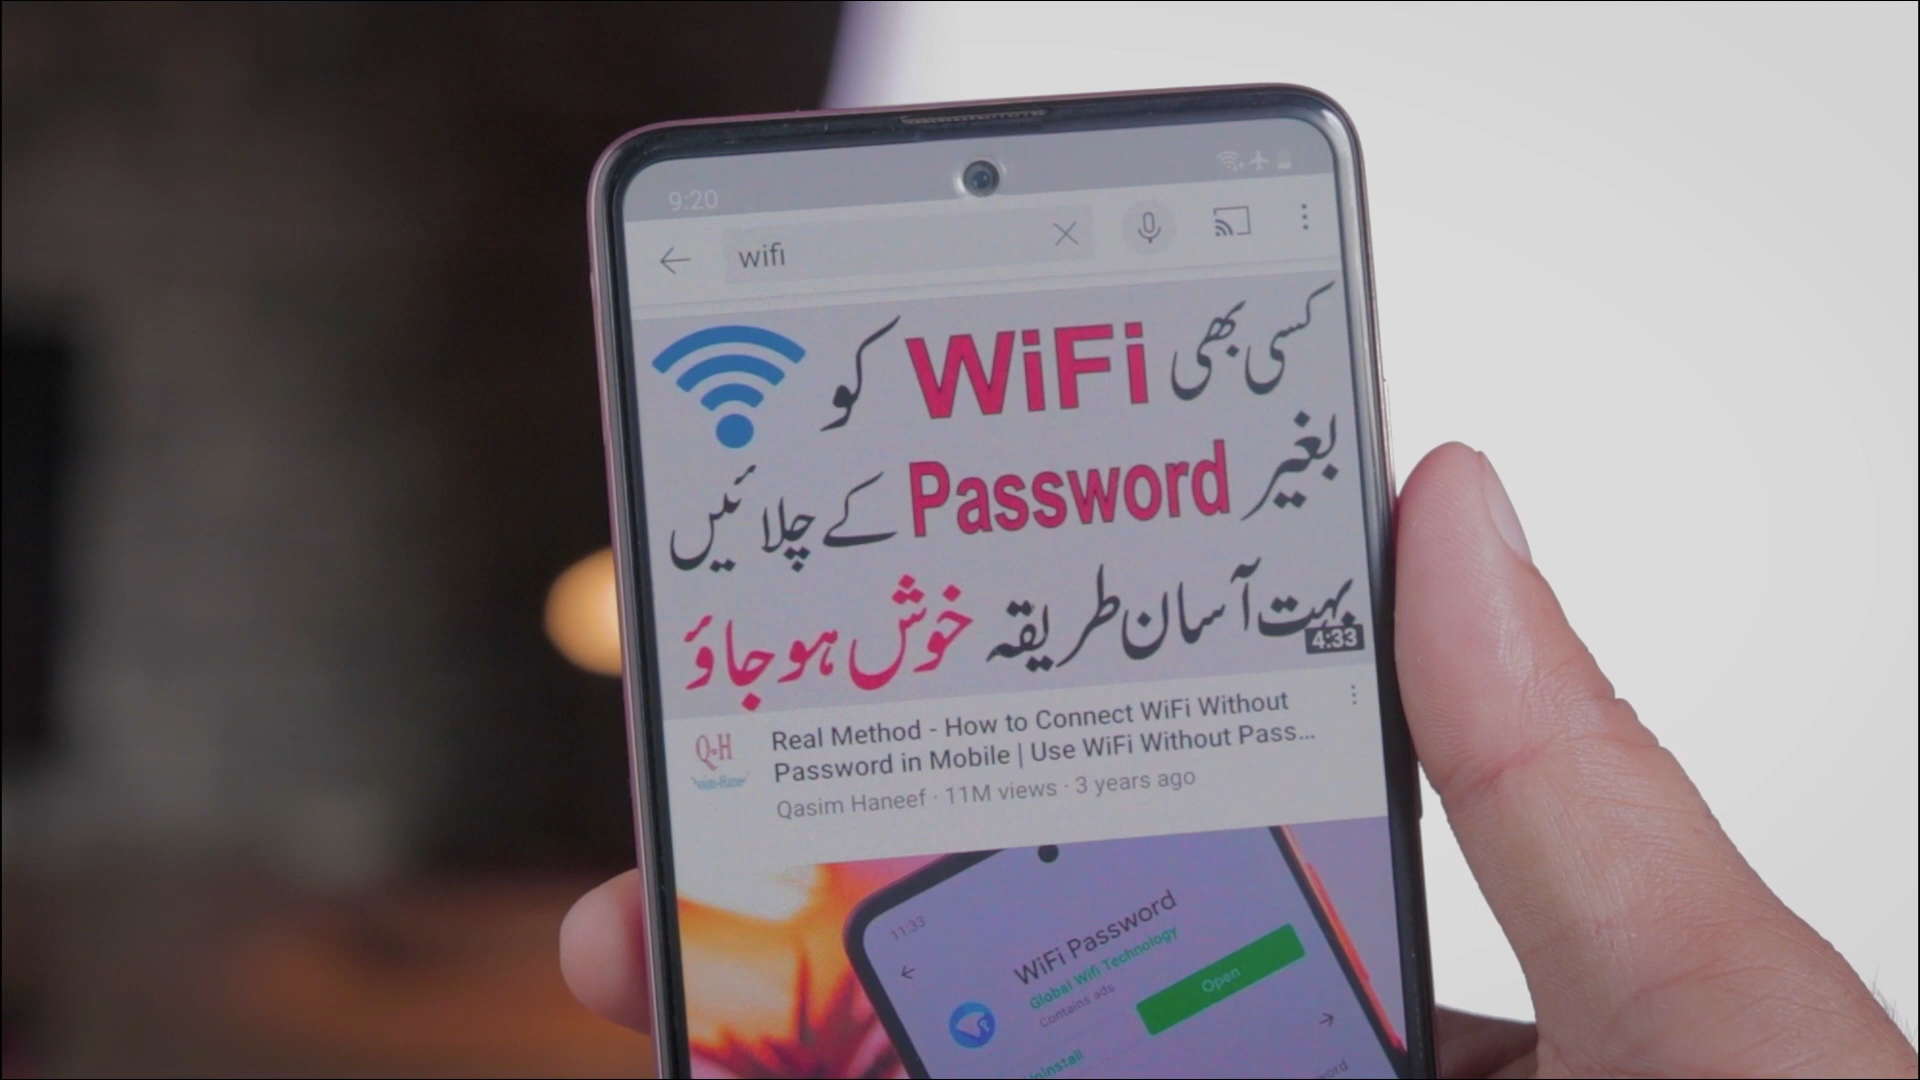 9:20
wifi
کسی بھی WiFi کو
بغیر Password کے چلائیں
بہت آسان طریقہ خوش ہو جاؤ
4:33
Q•H
Real Method - How to Connect WiFi Without
Password in Mobile | Use WiFi Without Pass...
Qasim Haneef · 11M views · 3 years ago
11:33
WiFi Password
Global Wifi Technology
Contains ads
Open